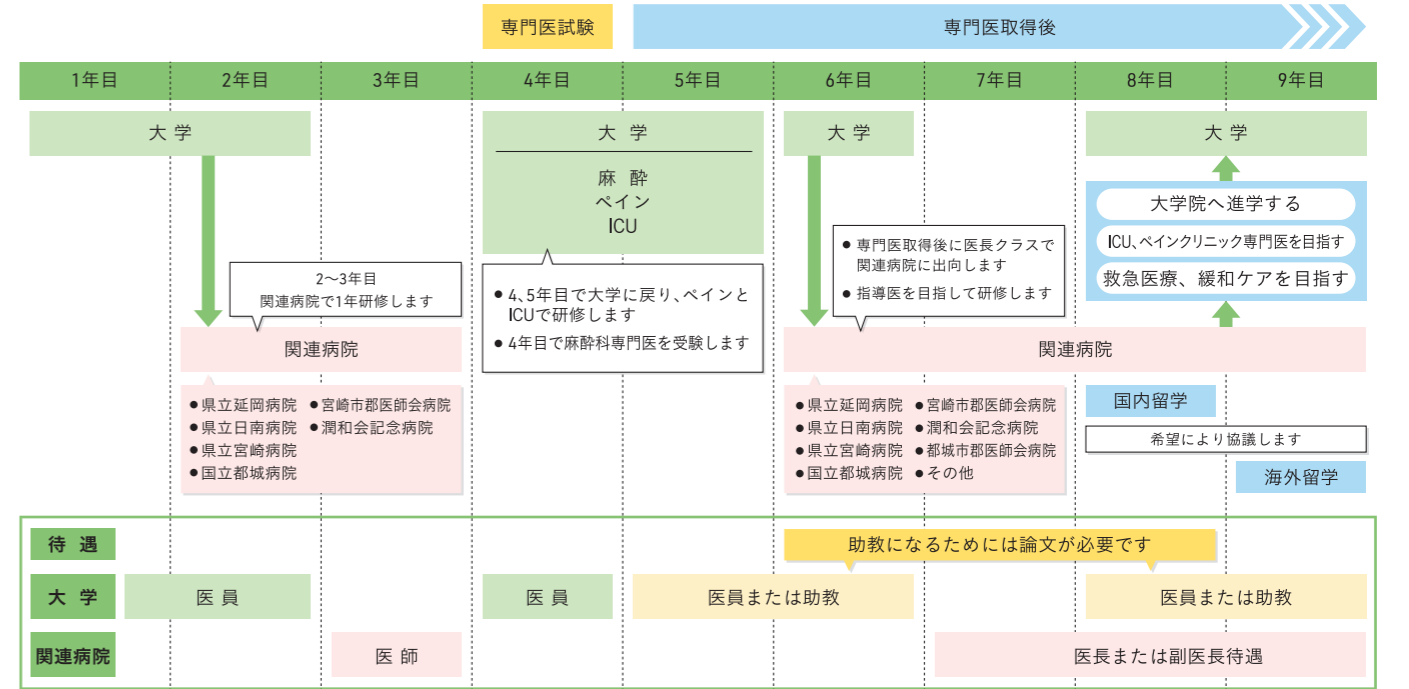 専門医試験
専門医取得後
1年目
2年目
3年目
4年目
5年目
6年目
7年目
8年目
9年目
大学
2〜3年目
関連病院で1年研修します
関連病院
●県立延岡病院 ●宮崎市郡医師会病院
●県立日南病院 ●潤和会記念病院
●県立宮崎病院
●国立都城病院
大学
麻酔
ペイン
ICU
●4、5年目で大学に戻り、ペインと
ICUで研修します
●4年目で麻酔科専門医を受験します
大学
●専門医取得後に医長クラスで
関連病院に出向します
●指導医を目指して研修します
大学
大学院へ進学する
ICU、ペインクリニック専門医を目指す
救急医療、緩和ケアを目指す
関連病院
●県立延岡病院 ●宮崎市郡医師会病院
●県立日南病院 ●潤和会記念病院
●県立宮崎病院 ●都城市郡医師会病院
●国立都城病院 ●その他
国内留学
希望により協議します
海外留学
待遇
助教になるためには論文が必要です
大学
医員
医員
医員または助教
医員または助教
関連病院
医師
医長または副医長待遇